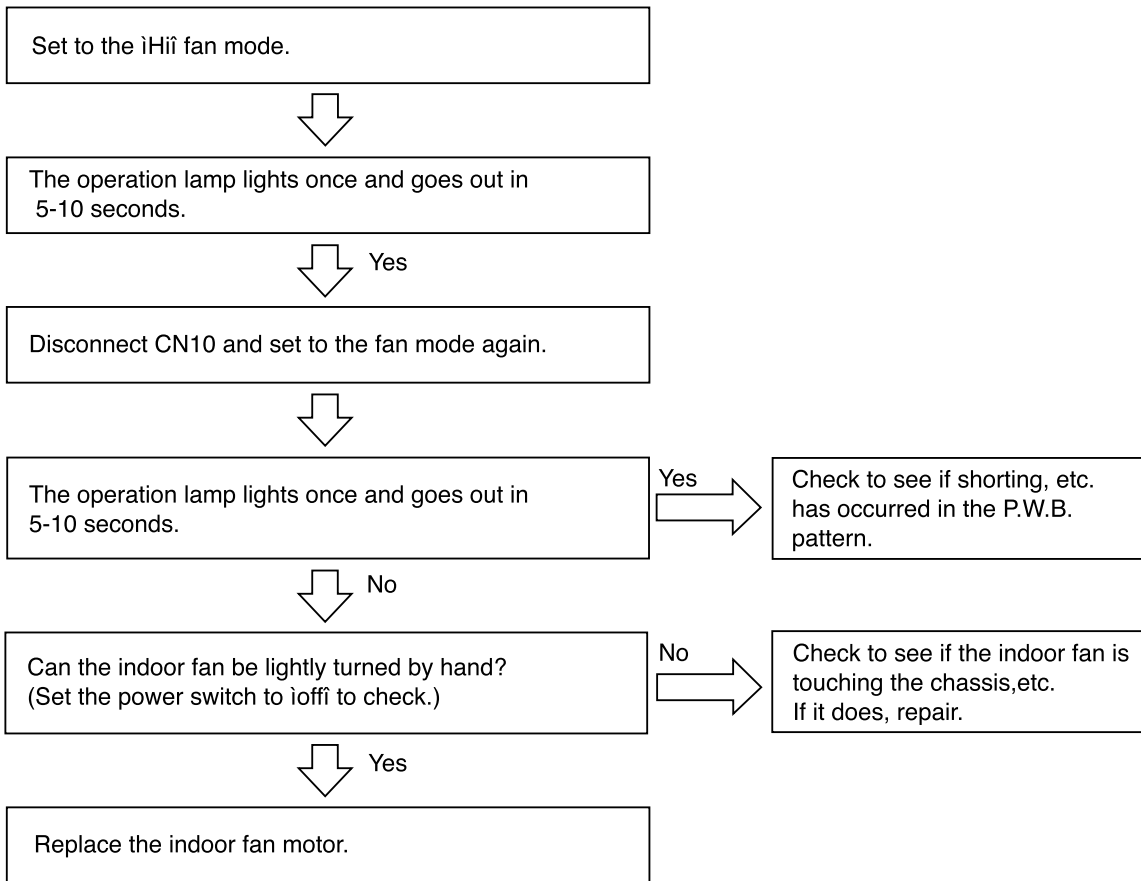 Set to the ìHiî fan mode.
The operation lamp lights once and goes out in
5-10 seconds.
Yes
Disconnect CN10 and set to the fan mode again.
The operation lamp lights once and goes out in
5-10 seconds.
Yes
Check to see if shorting, etc.
has occurred in the P.W.B.
pattern.
No
Can the indoor fan be lightly turned by hand?
(Set the power switch to ìoffî to check.)
No
Check to see if the indoor fan is
touching the chassis,etc.
If it does, repair.
Yes
Replace the indoor fan motor.